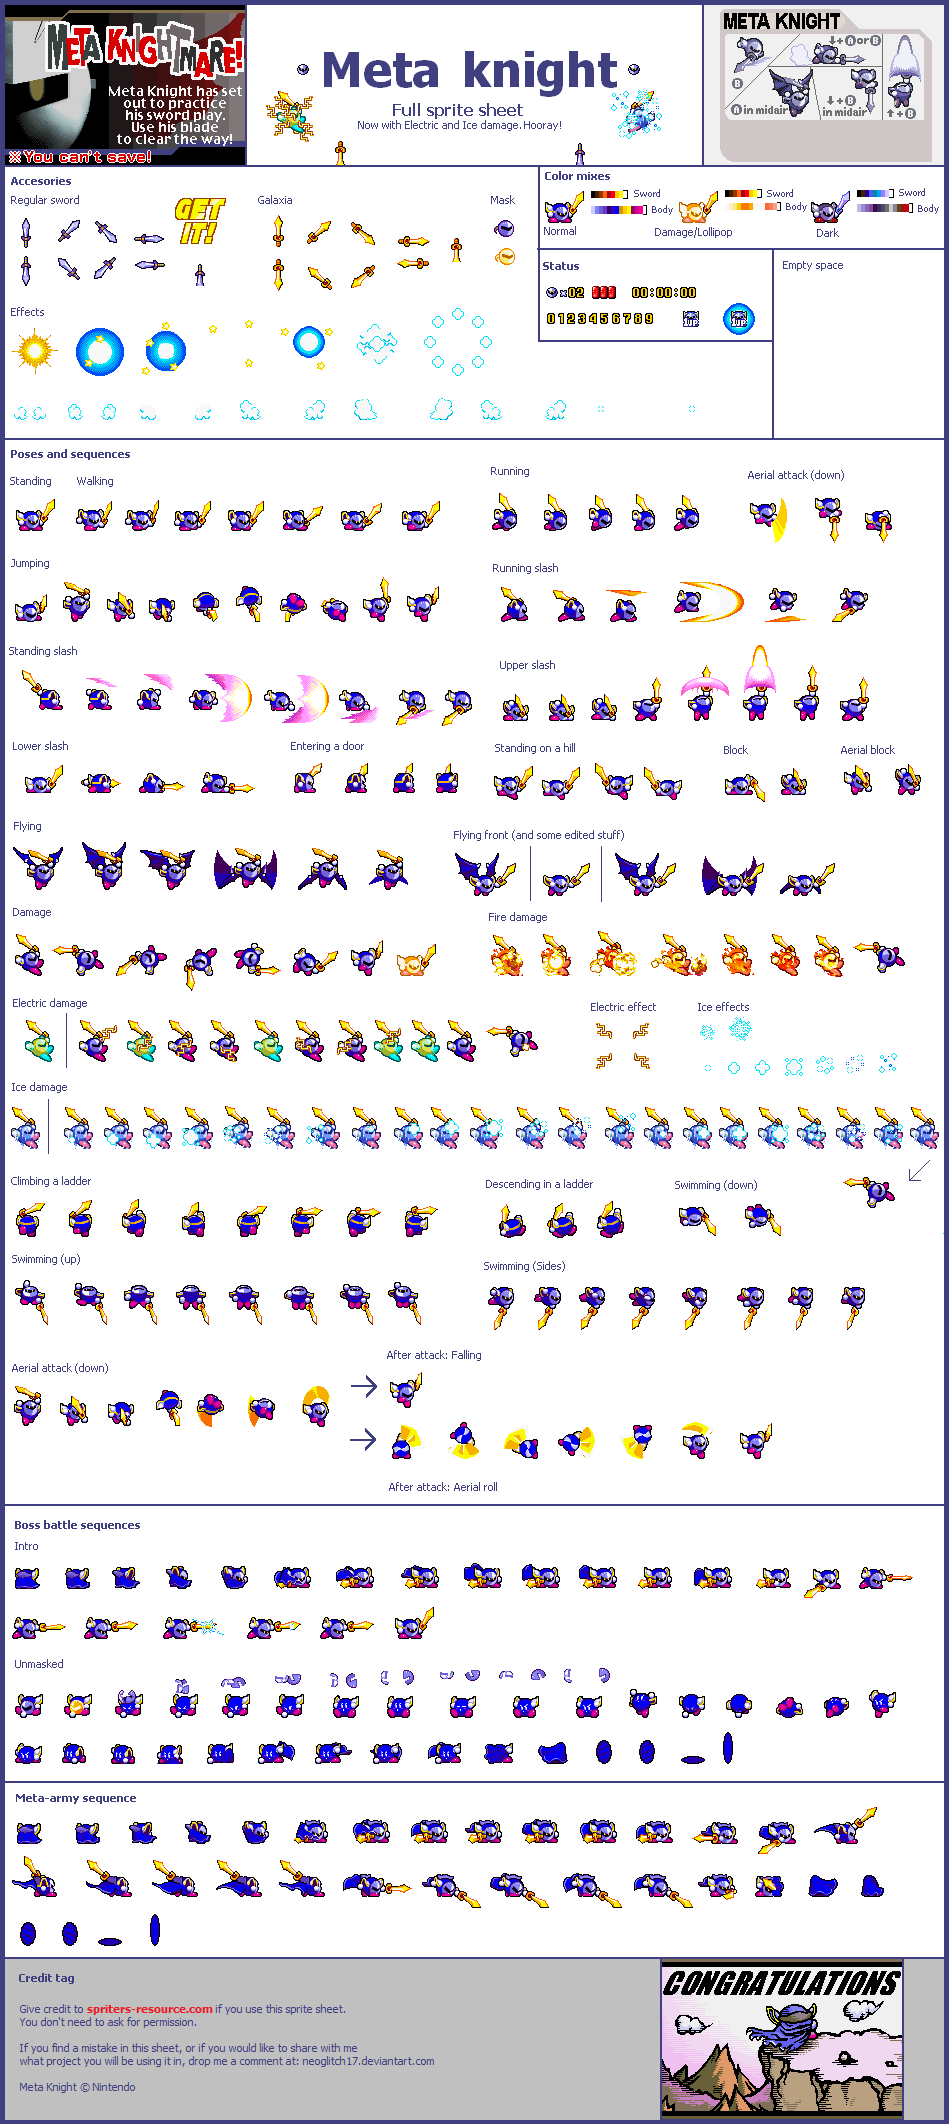 META KNIGHTMARE!
Meta Knight has set
out to practice
his sword play.
Use his blade
to clear the way!
※You can't save!
Meta knight
Full sprite sheet
Now with Electric and Ice damage. Hooray!
META KNIGHT
B
↓+A or B
A in midair
↓+B
in midair
↑+B
Accesories
Regular sword
GET
IT!
Galaxia
Mask
Color mixes
Sword
Body
Normal
Sword
Body
Damage/Lollipop
Sword
Body
Dark
Status
x02
00:00:00
0123456789
1UP
1UP
Empty space
Effects
Poses and sequences
Standing
Walking
Running
Aerial attack (down)
Jumping
Running slash
Standing slash
Upper slash
Lower slash
Entering a door
Standing on a hill
Block
Aerial block
Flying
Flying front (and some edited stuff)
Damage
Fire damage
Electric damage
Electric effect
Ice effects
Ice damage
Climbing a ladder
Descending in a ladder
Swimming (down)
Swimming (up)
Swimming (Sides)
Aerial attack (down)
After attack: Falling
After attack: Aerial roll
Boss battle sequences
Intro
Unmasked
Meta-army sequence
Credit tag
Give credit to spriters-resource.com if you use this sprite sheet.
You don't need to ask for permission.
If you find a mistake in this sheet, or if you would like to share with me
what project you will be using it in, drop me a comment at: neoglitch17.deviantart.com
Meta Knight © Nintendo
CONGRATULATIONS